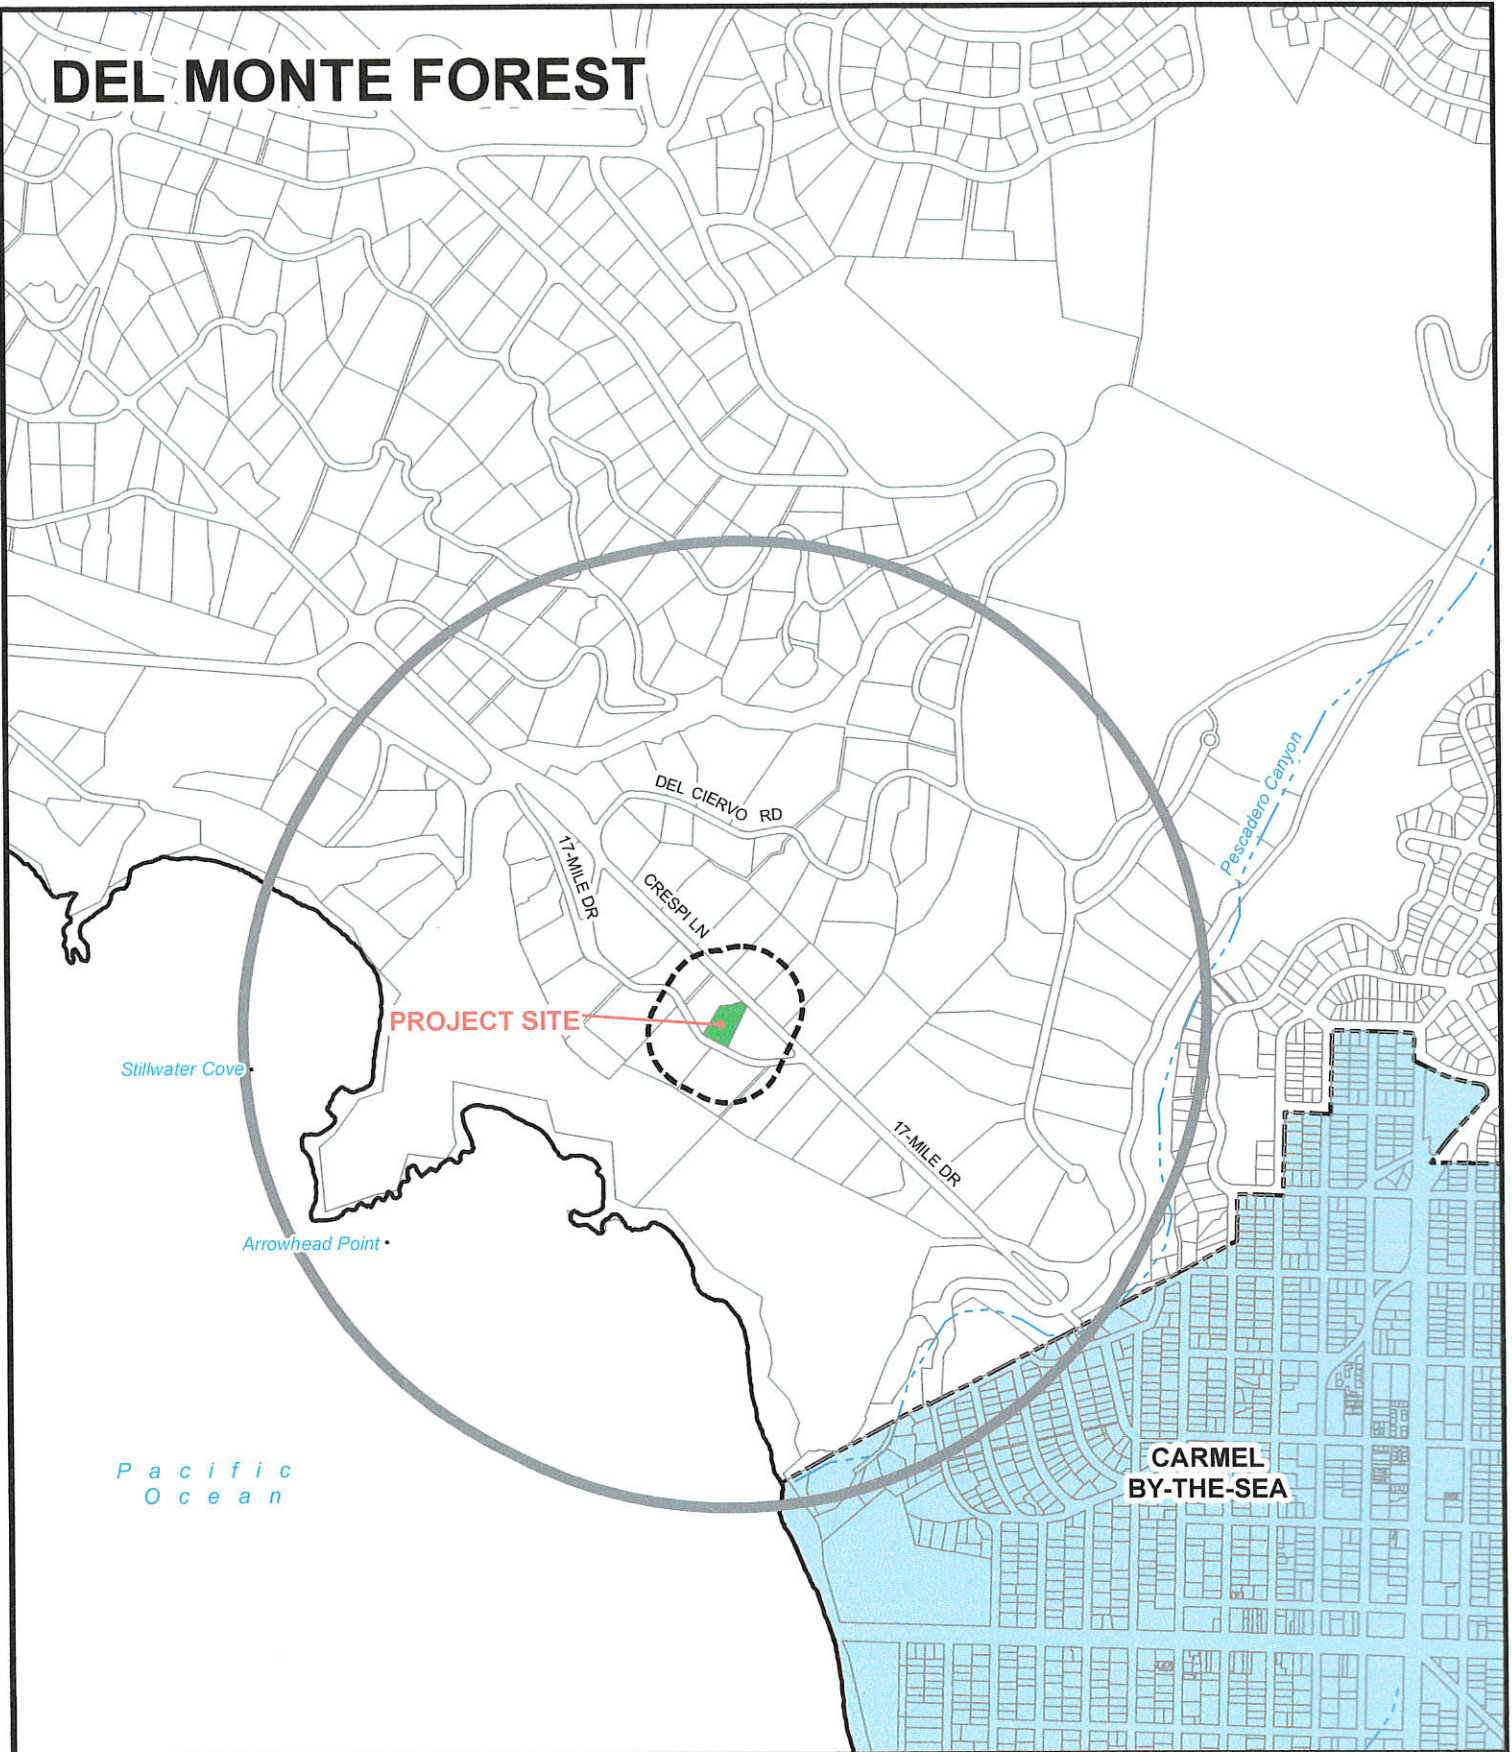 DEL MONTE FOREST
Pescadero Canyon
DEL CIERVO RD
17-MILE DR
CRESPI LN
PROJECT SITE
Stillwater Cove
17-MILE DR
Arrowhead Point
Pacific
Ocean
CARMEL
BY-THE-SEA